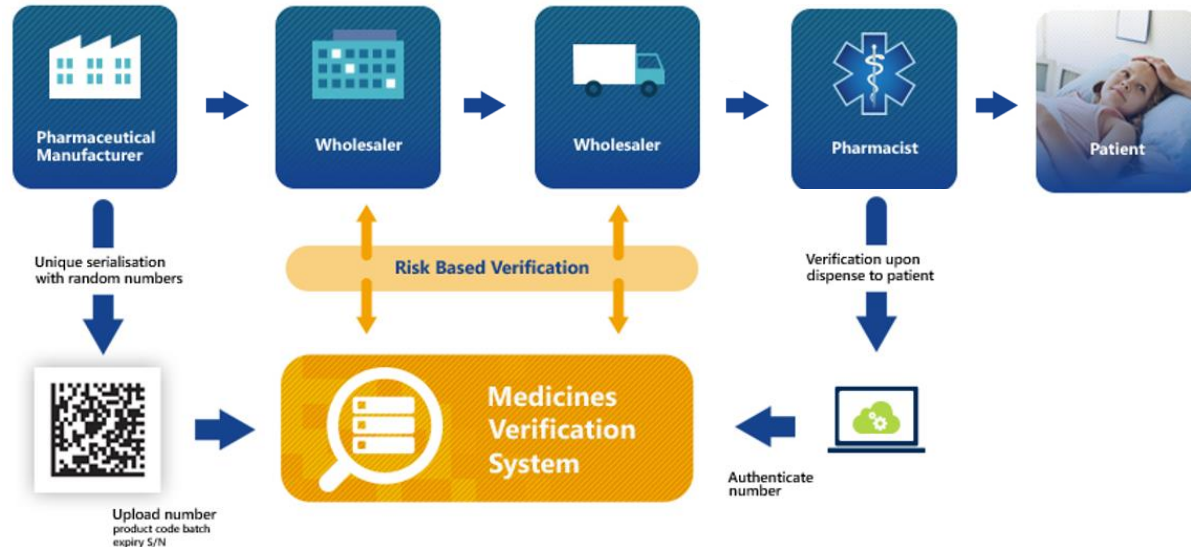 Pharmaceutical
Manufacturer
Wholesaler
Wholesaler
Pharmacist
Patient
Unique serialisation
with random numbers
Risk Based Verification
Verification upon
dispense to patient
Medicines
Verification
System
Authenticate
number
Upload number
product code batch
expiry S/N